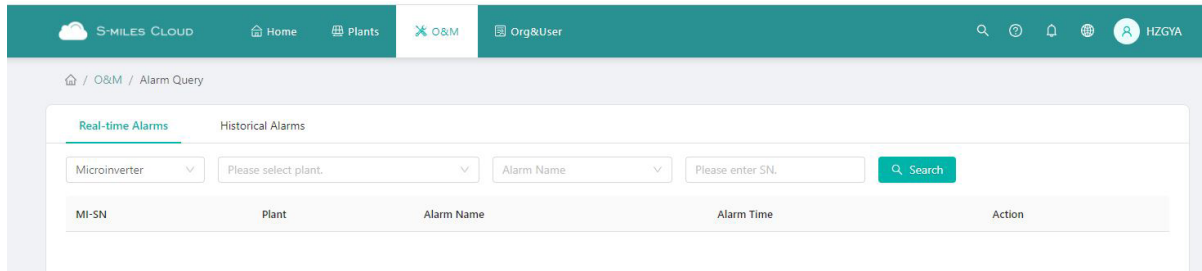 S-MILES CLOUD Home Plants O&M Org&User A HZGYA
/ O&M / Alarm Query
Real-time Alarms Historical Alarms
Microinverter Please select plant. Alarm Name Please enter SN. Search
MI-SN Plant Alarm Name Alarm Time Action